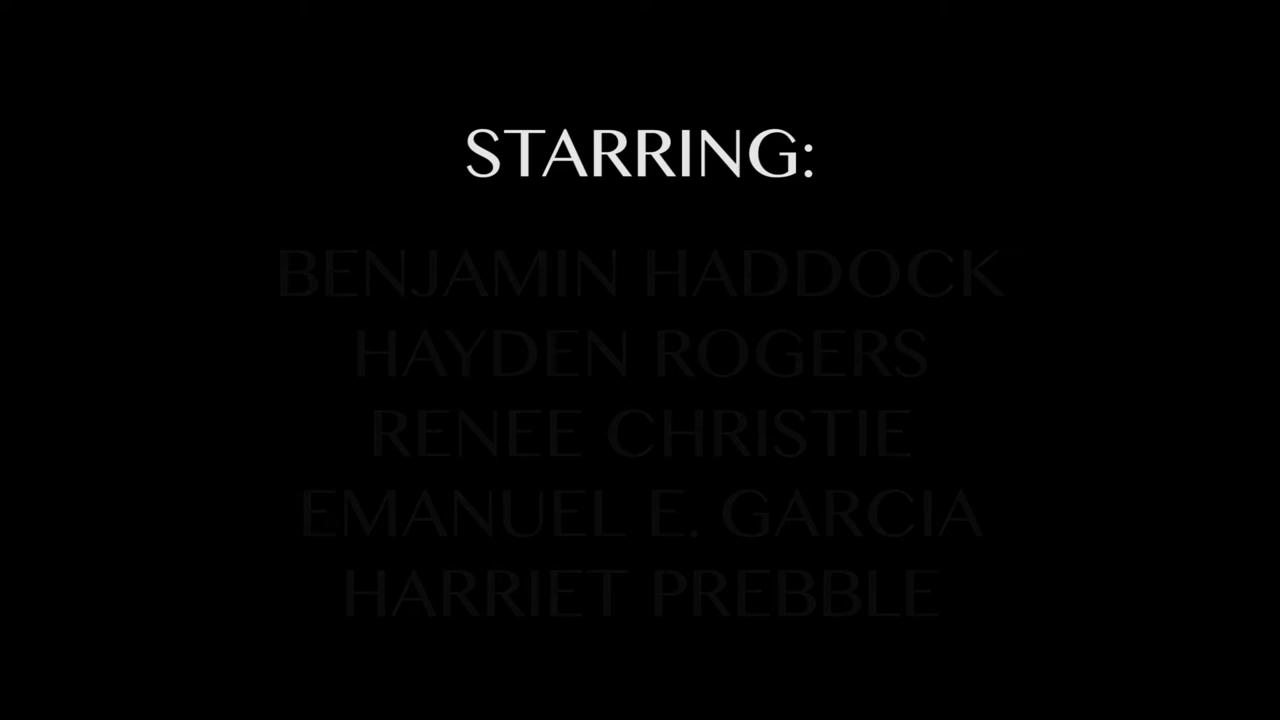 STARRING:
BENJAMIN HADDOCK
HAYDEN ROGERS
RENEE CHRISTIE
EMANUEL E. GARCIA
HARRIET PREBBLE